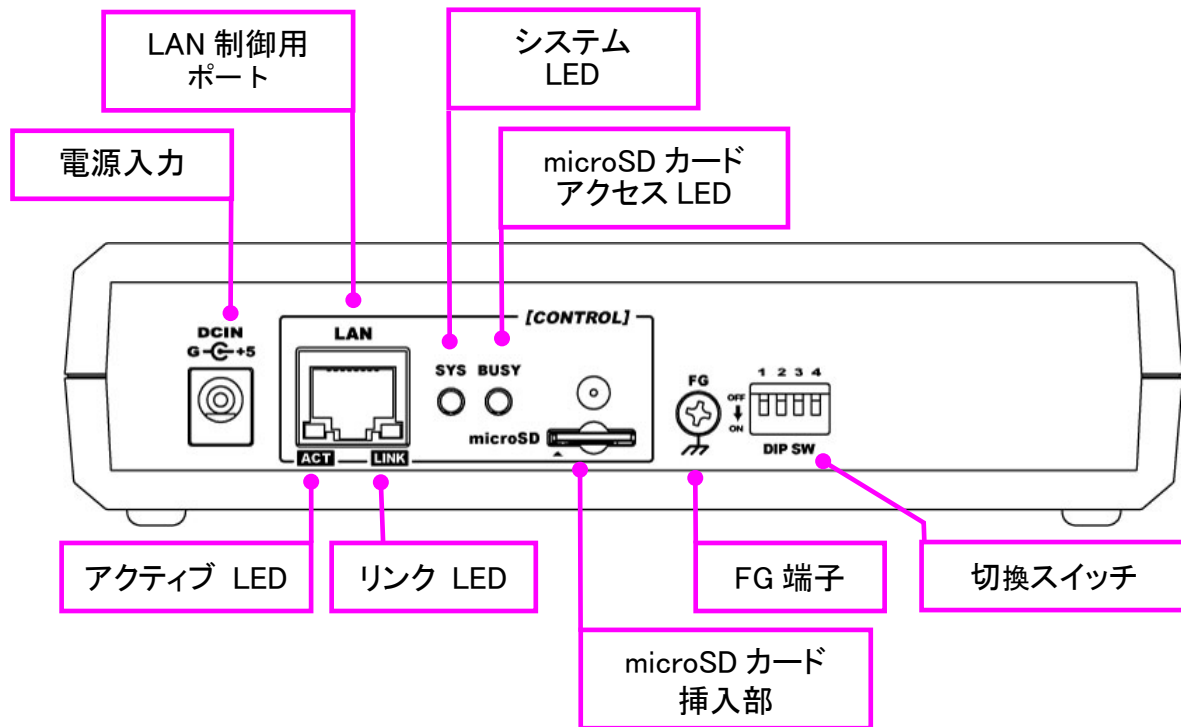 LAN 制御用
ポート
システム
LED
電源入力
microSD カード
アクセス LED
[CONTROL]
DCIN
G +5
LAN
SYS BUSY
microSD
ACT LINK
FG
1 2 3 4
OFF
ON
DIP SW
アクティブ LED
リンク LED
FG 端子
切換スイッチ
microSD カード
挿入部